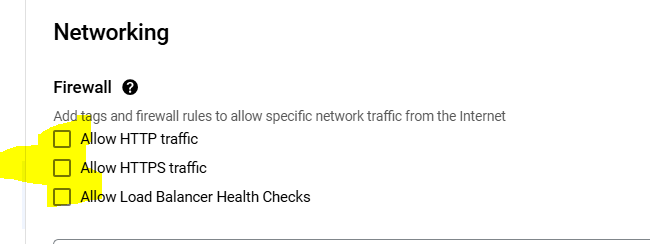 Networking
Firewall ?
Add tags and firewall rules to allow specific network traffic from the Internet
Allow HTTP traffic
Allow HTTPS traffic
Allow Load Balancer Health Checks